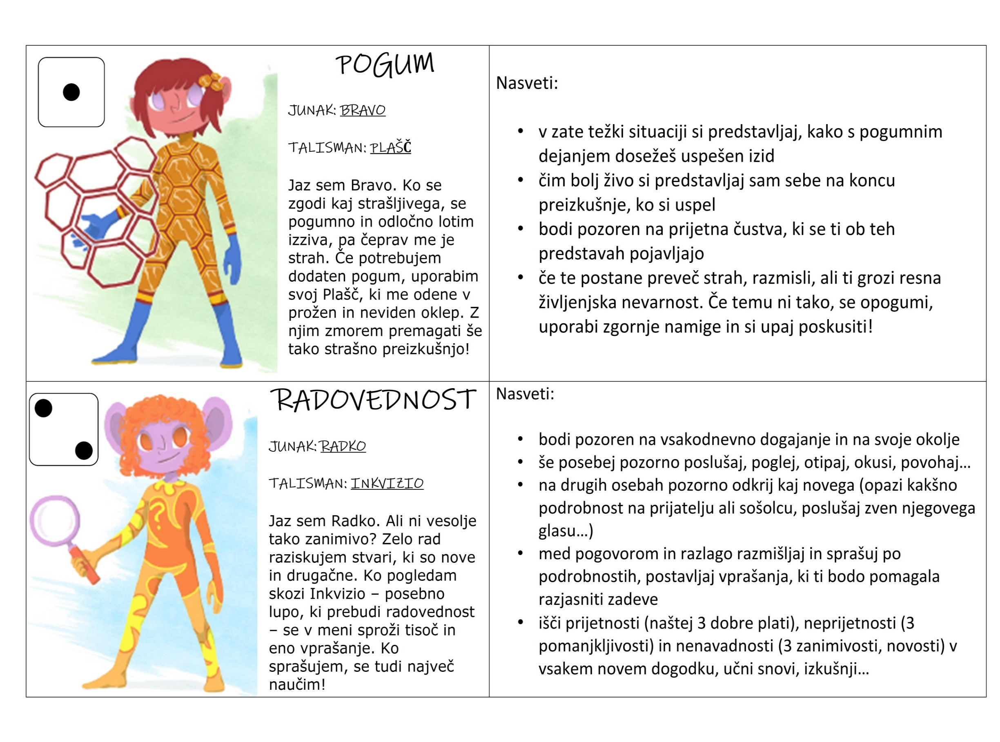 POGUM
JUNAK: BRAVO
TALISMAN: PLAŠČ
Jaz sem Bravo. Ko se
zgodi kaj strašljivega, se
pogumno in odločno lotim
izziva, pa čeprav me je
strah. Če potrebujem
dodaten pogum, uporabim
svoj Plašč, ki me odene v
prožen in neviden oklep. Z
njim zmorem premagati še
tako strašno preizkušnjo!
Nasveti:
• v zate težki situaciji si predstavljaj, kako s pogumnim
dejanjem dosežeš uspešen izid
• čim bolj živo si predstavljaj sam sebe na koncu
preizkušnje, ko si uspel
• bodi pozoren na prijetna čustva, ki se ti ob teh
predstavah pojavljajo
• če te postane preveč strah, razmisli, ali ti grozi resna
življenjska nevarnost. Če temu ni tako, se opogumi,
uporabi zgornje namige in si upaj poskusiti!
RADOVEDNOST
JUNAK: RADKO
TALISMAN: INKVIZIO
Jaz sem Radko. Ali ni vesolje
tako zanimivo? Zelo rad
raziskujem stvari, ki so nove
in drugačne. Ko pogledam
skozi Inkvizio – posebno
lupo, ki prebudi radovednost
– se v meni sproži tisoč in
eno vprašanje. Ko
sprašujem, se tudi največ
naučim!
?
Nasveti:
• bodi pozoren na vsakodnevno dogajanje in na svoje okolje
• še posebej pozorno poslušaj, poglej, otipaj, okusi, povohaj…
• na drugih osebah pozorno odkrij kaj novega (opazi kakšno
podrobnost na prijatelju ali sošolcu, poslušaj zven njegovega
glasu…)
• med pogovorom in razlago razmišljaj in sprašuj po
podrobnostih, postavljaj vprašanja, ki ti bodo pomagala
razjasniti zadeve
• išči prijetnosti (naštej 3 dobre plati), neprijetnosti (3
pomanjkljivosti) in nenavadnosti (3 zanimivosti, novosti) v
vsakem novem dogodku, učni snovi, izkušnji…